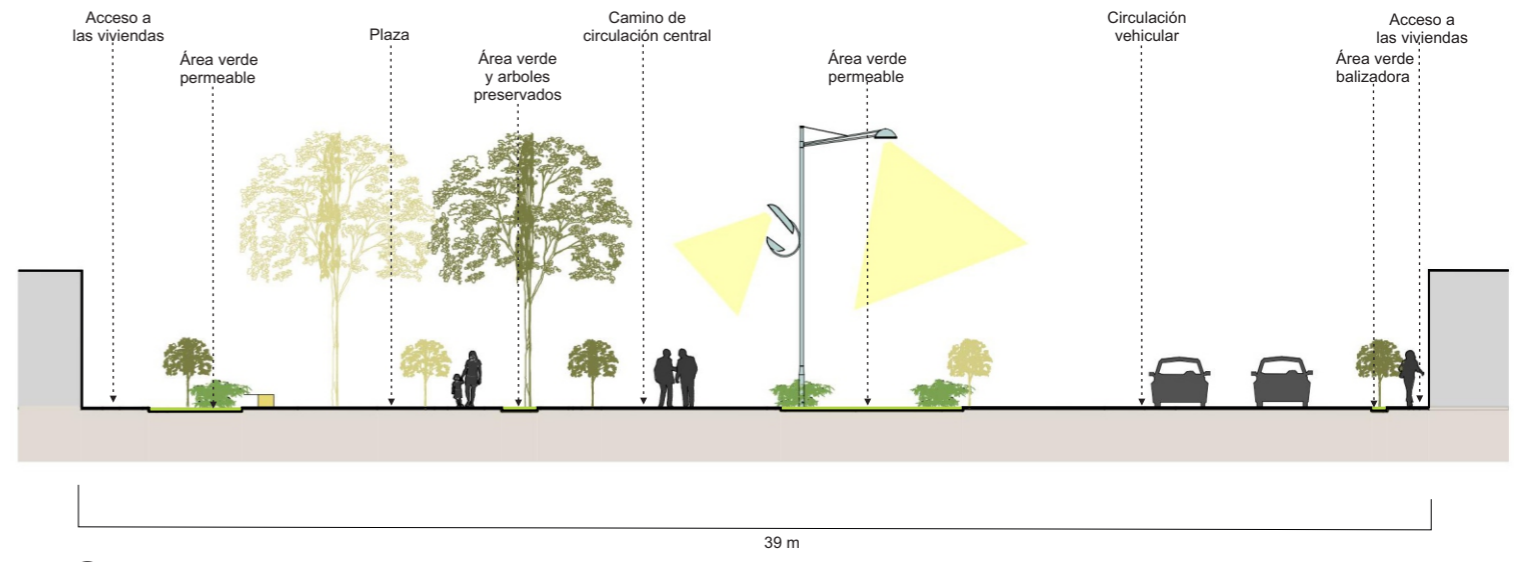 Acceso a
las viviendas
Área verde
permeable
Plaza
Área verde
y arboles
preservados
Camino de
circulación central
Área verde
permeable
Circulación
vehicular
Área verde
balizadora
Acceso a
las viviendas
39 m